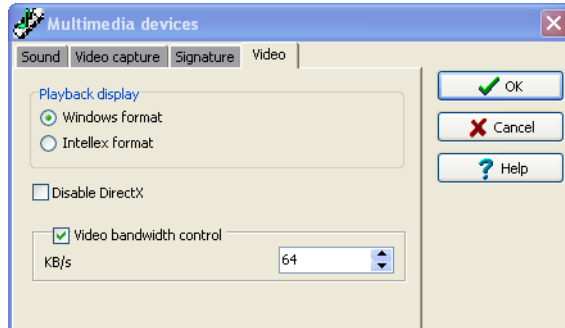 Multimedia devices
Sound Video capture Signature Video
Playback display
Windows format
Intellex format
Disable DirectX
Video bandwidth control
KB/s 64
OK
Cancel
Help